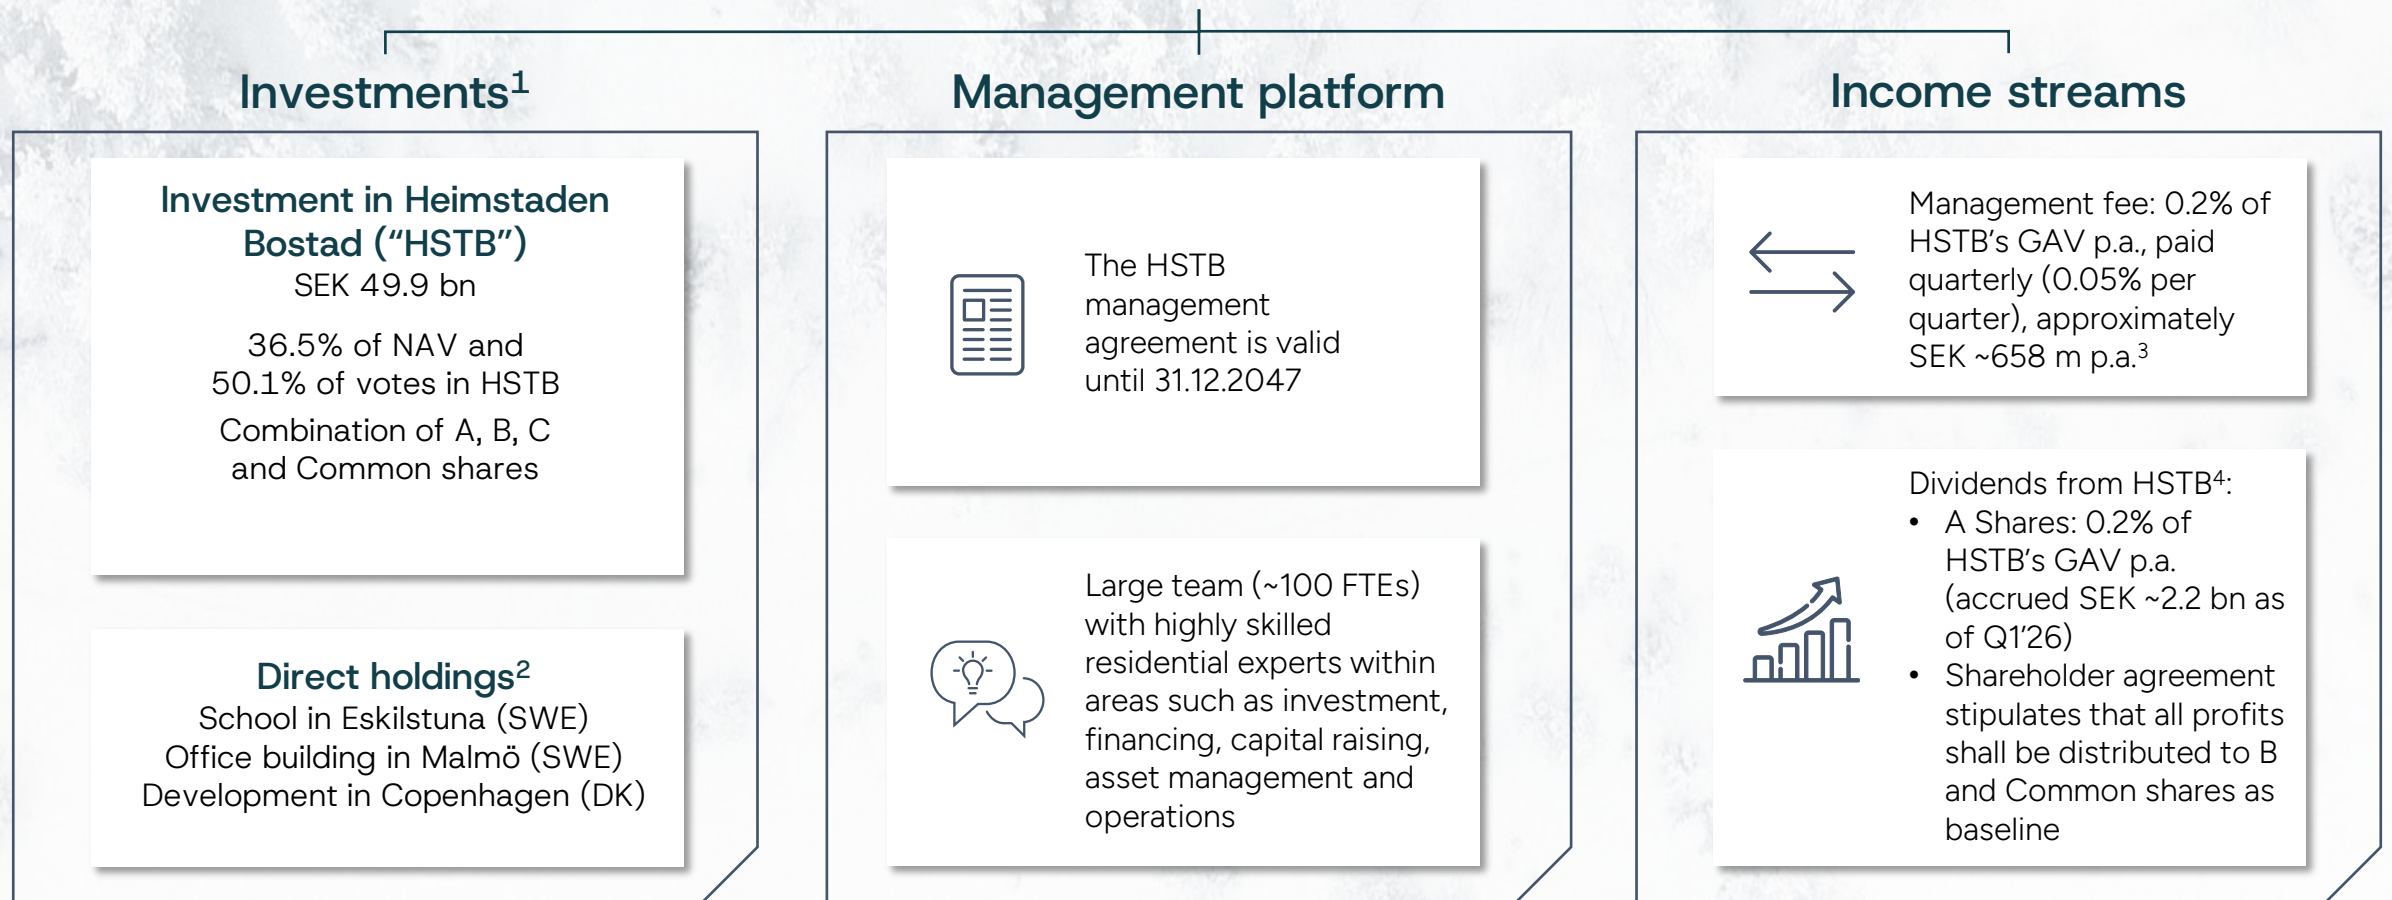 Investments¹
Investment in Heimstaden
Bostad (“HSTB”)
SEK 49.9 bn
36.5% of NAV and
50.1% of votes in HSTB
Combination of A, B, C
and Common shares
Direct holdings²
School in Eskilstuna (SWE)
Office building in Malmö (SWE)
Development in Copenhagen (DK)
Management platform
The HSTB
management
agreement is valid
until 31.12.2047
Large team (~100 FTEs)
with highly skilled
residential experts within
areas such as investment,
financing, capital raising,
asset management and
operations
Income streams
Management fee: 0.2% of
HSTB’s GAV p.a., paid
quarterly (0.05% per
quarter), approximately
SEK ~658 m p.a.³
Dividends from HSTB⁴:
• A Shares: 0.2% of
HSTB’s GAV p.a.
(accrued SEK ~2.2 bn as
of Q1’26)
• Shareholder agreement
stipulates that all profits
shall be distributed to B
and Common shares as
baseline